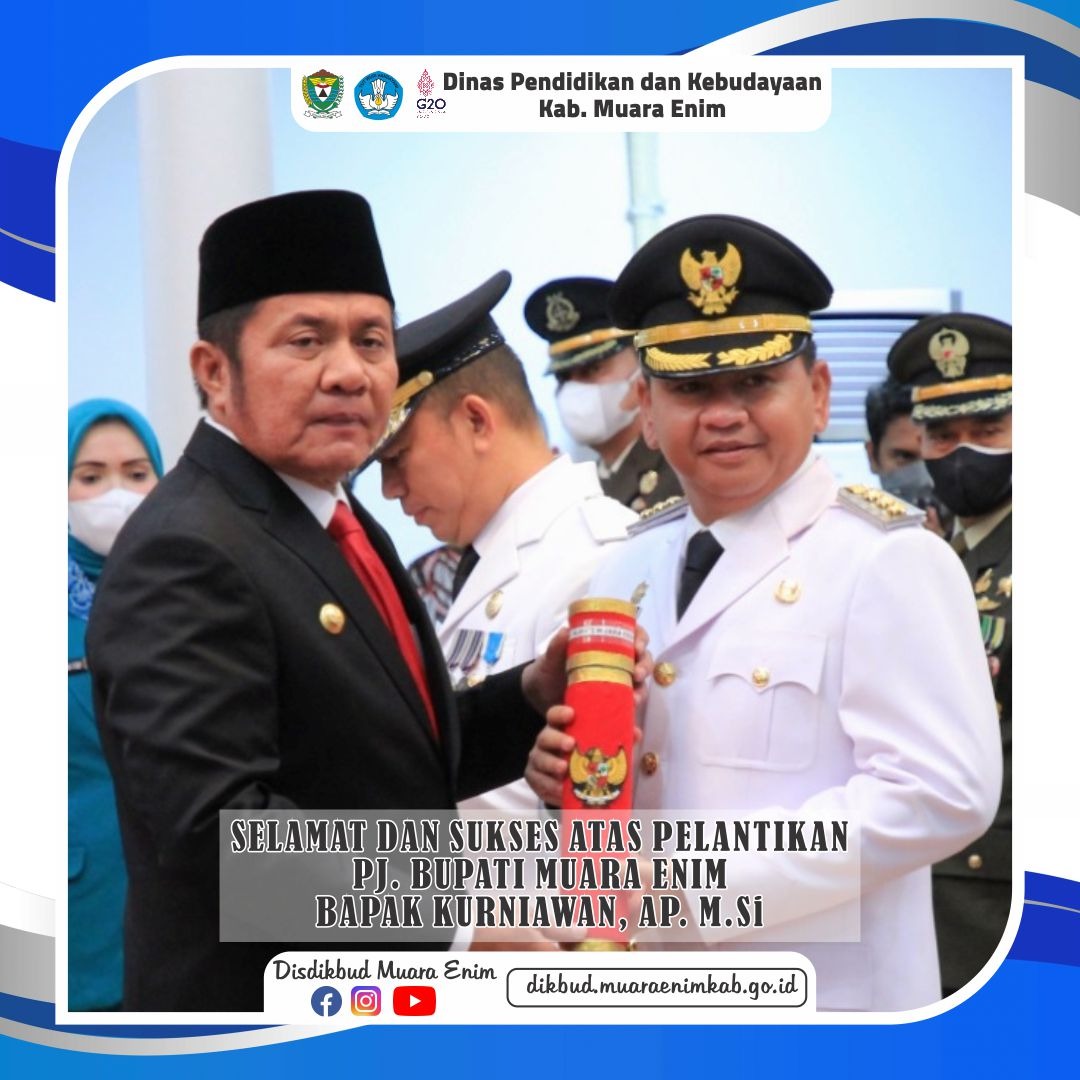 Dinas Pendidikan dan Kebudayaan
Kab. Muara Enim
G20
SELAMAT DAN SUKSES ATAS PELANTIKAN
PJ. BUPATI MUARA ENIM
BAPAK KURNIAWAN, AP. M.Si
Disdikbud Muara Enim
dikbud.muaraenimkab.go.id